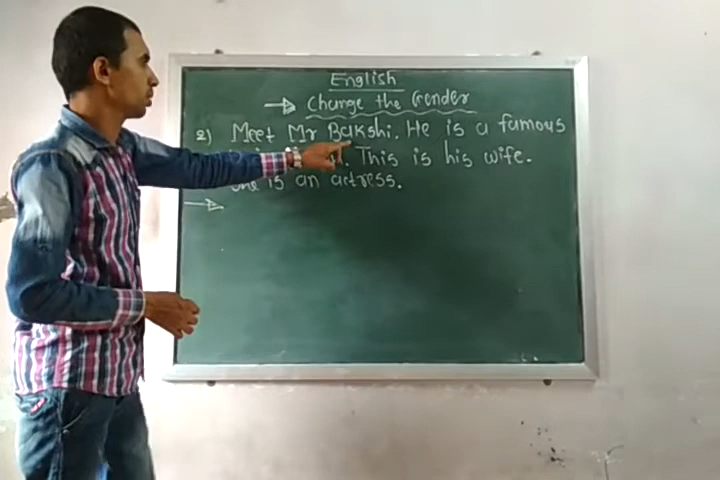 English
→ Change the Gender
2) Meet Mr Bakshi. He is a famous
This is his wife.
is an actress.
→